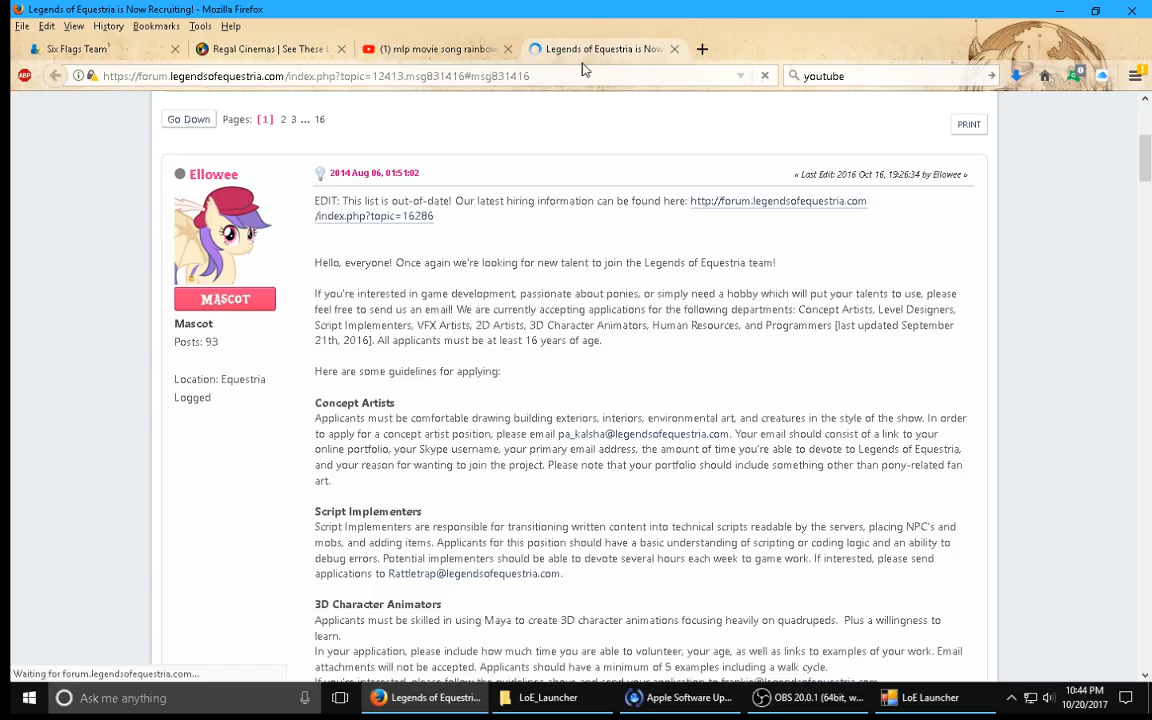 Legends of Equestria is Now Recruiting! - Mozilla Firefox
File Edit View History Bookmarks Tools Help
Six Flags Team
Regal Cinemas | See These L
(1) mlp movie song rainbow
Legends of Equestria is Now
https://forum.legendsofequestria.com/index.php?topic=12413.msg831416#msg831416
youtube
Go Down Pages: [1] 2 3 ... 16
PRINT
Ellowee
2014 Aug 06, 01:51:02
« Last Edit: 2016 Oct 16, 19:26:34 by Ellowee »
MASCOT
Mascot
Posts: 93
Location: Equestria
Logged
EDIT: This list is out-of-date! Our latest hiring information can be found here: http://forum.legendsofequestria.com
/index.php?topic=16286
Hello, everyone! Once again we're looking for new talent to join the Legends of Equestria team!
If you're interested in game development, passionate about ponies, or simply need a hobby which will put your talents to use, please
feel free to send us an email! We are currently accepting applications for the following departments: Concept Artists, Level Designers,
Script Implementers, VFX Artists, 2D Artists, 3D Character Animators, Human Resources, and Programmers [last updated September
21th, 2016]. All applicants must be at least 16 years of age.
Here are some guidelines for applying:
Concept Artists
Applicants must be comfortable drawing building exteriors, interiors, environmental art, and creatures in the style of the show. In order
to apply for a concept artist position, please email pa_kalsha@legendsofequestria.com. Your email should consist of a link to your
online portfolio, your Skype username, your primary email address, the amount of time you're able to devote to Legends of Equestria,
and your reason for wanting to join the project. Please note that your portfolio should include something other than pony-related fan
art.
Script Implementers
Script Implementers are responsible for transitioning written content into technical scripts readable by the servers, placing NPC's and
mobs, and adding items. Applicants for this position should have a basic understanding of scripting or coding logic and an ability to
debug errors. Potential implementers should be able to devote several hours each week to game work. If interested, please send
applications to Rattletrap@legendsofequestria.com.
3D Character Animators
Applicants must be skilled in using Maya to create 3D character animations focusing heavily on quadrupeds. Plus a willingness to
learn.
In your application, please include how much time you are able to volunteer, your age, as well as links to examples of your work. Email
attachments will not be accepted. Applicants should have a minimum of 5 examples including a walk cycle.
If you're interested, please follow the guidelines above and send your application to frankis@legendsofequestria.com
Waiting for forum.legendsofequestria.com...
Ask me anything
Legends of Equestri...
LoE_Launcher
Apple Software Up...
OBS 20.0.1 (64bit, w...
LoE Launcher
10:44 PM
10/20/2017